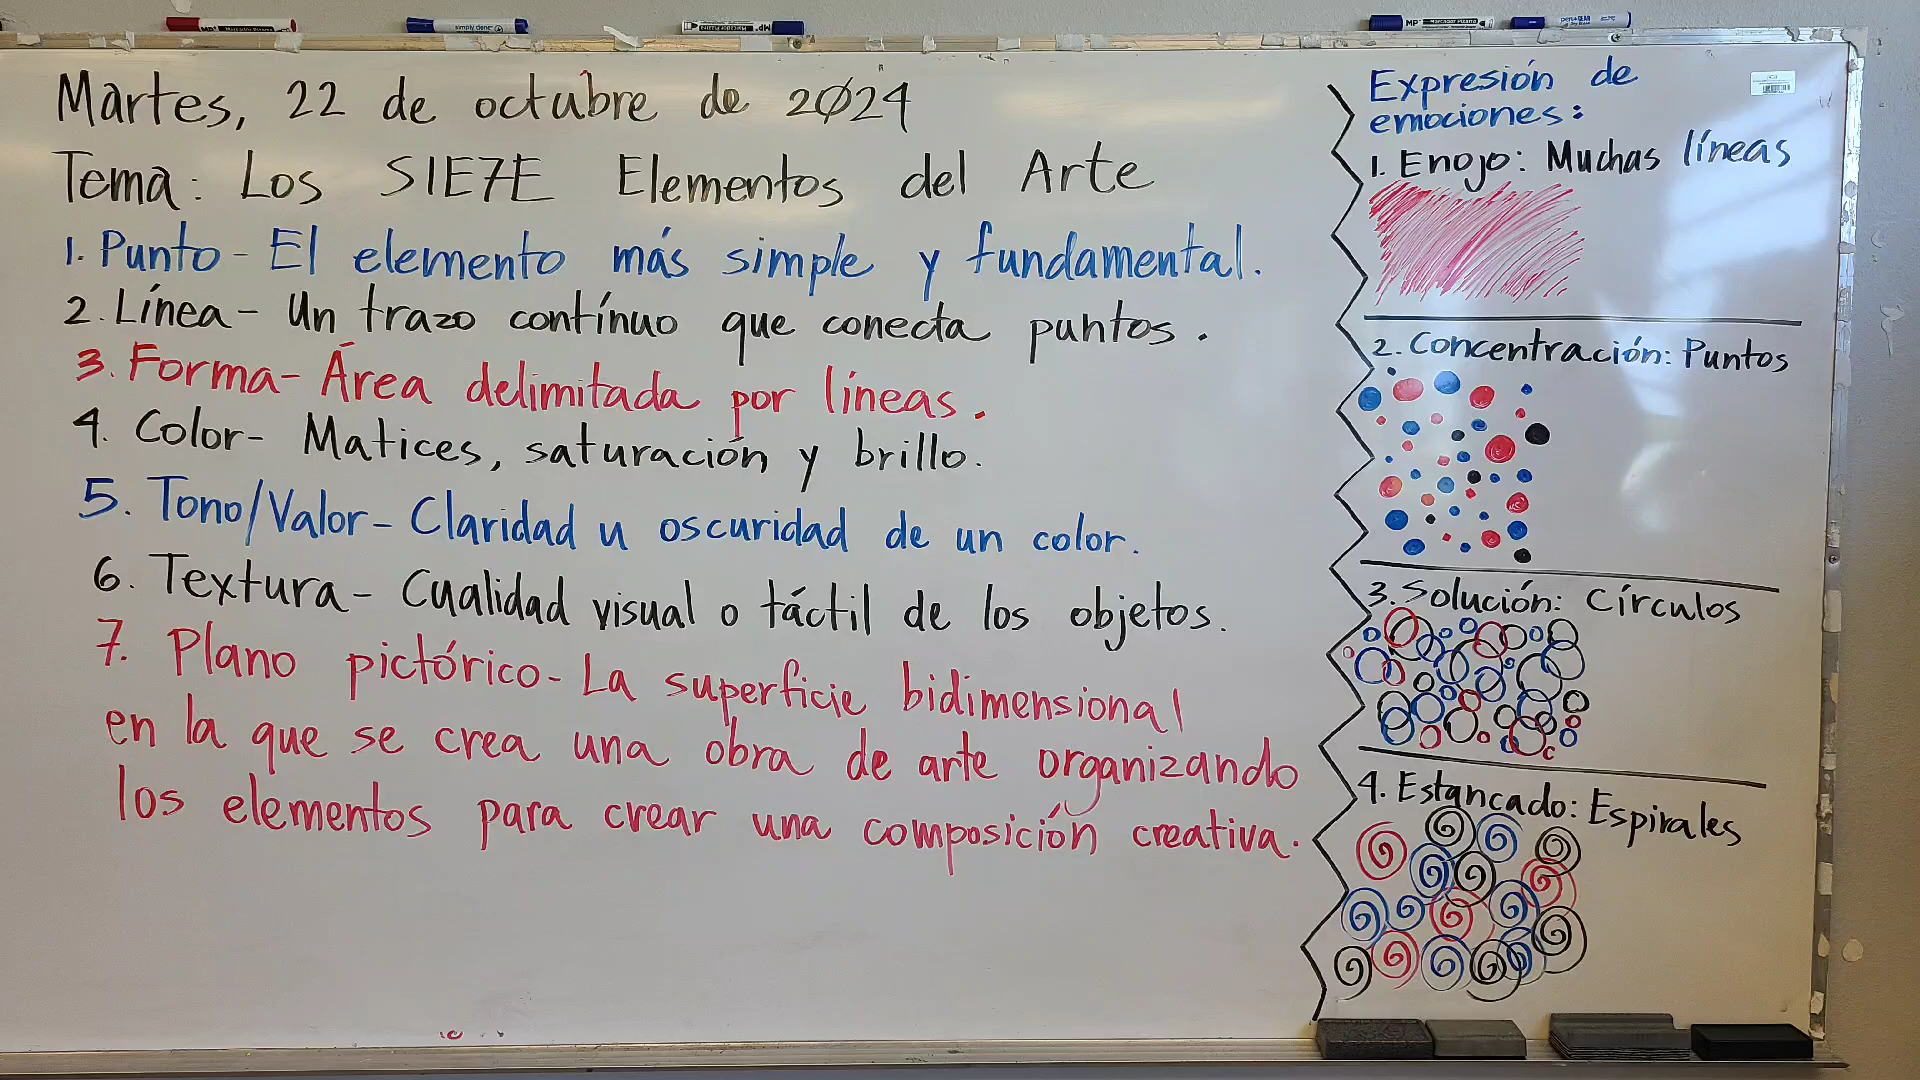 Martes, 22 de octubre de 2024
Tema: Los SIE7E Elementos del Arte
1. Punto - El elemento más simple y fundamental.
2. Línea - Un trazo contínuo que conecta puntos.
3. Forma - Área delimitada por líneas.
4. Color - Matices, saturación y brillo.
5. Tono/Valor - Claridad u oscuridad de un color.
6. Textura - Cualidad visual o táctil de los objetos.
7. Plano pictórico - La superficie bidimensional
en la que se crea una obra de arte organizando
los elementos para crear una composición creativa.
Expresión de
emociones:
1. Enojo: Muchas líneas
2. Concentración: Puntos
3. Solución: Círculos
4. Estancado: Espirales